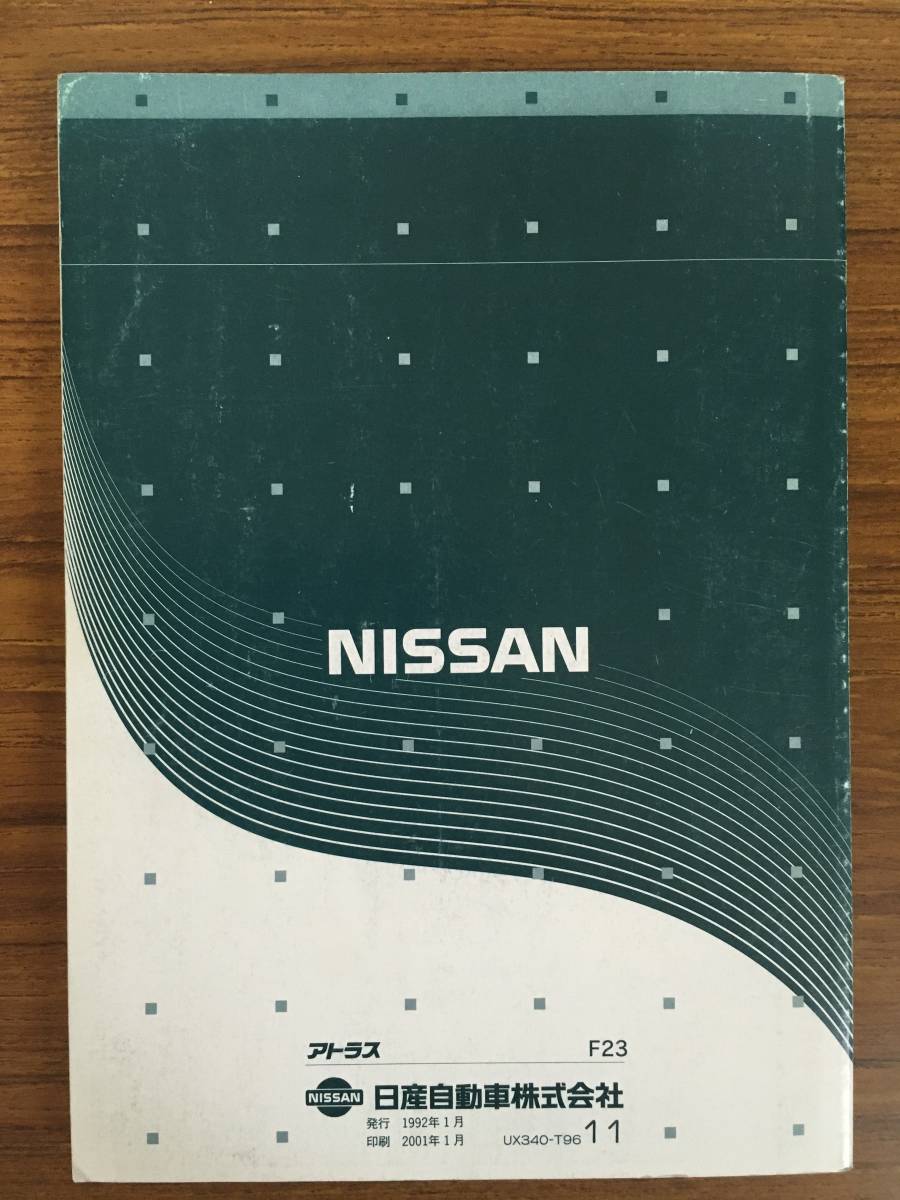 NISSAN
アトラス F23
NISSAN 日産自動車株式会社
発行 1992年1月
印刷 2001年1月 UX340-T96 11